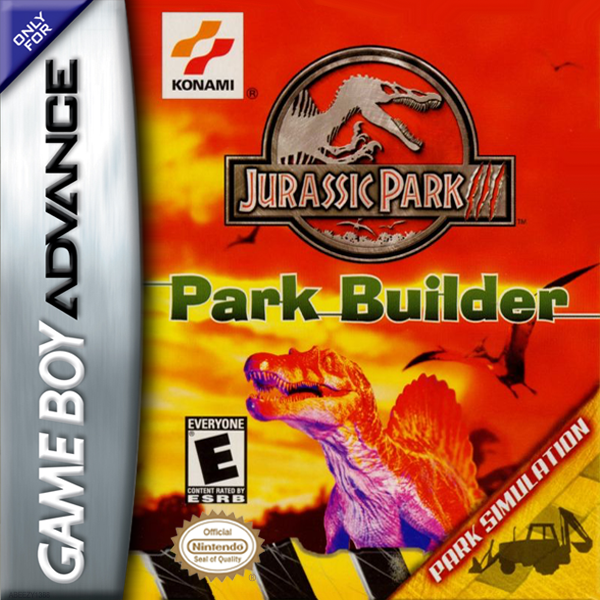 ONLY
FOR
GAME BOY ADVANCE
KONAMI
®
JURASSIC PARK III
™
Park Builder
EVERYONE
E
CONTENT RATED BY
ESRB
Official
Nintendo
Seal of Quality
®
PARK SIMULATION